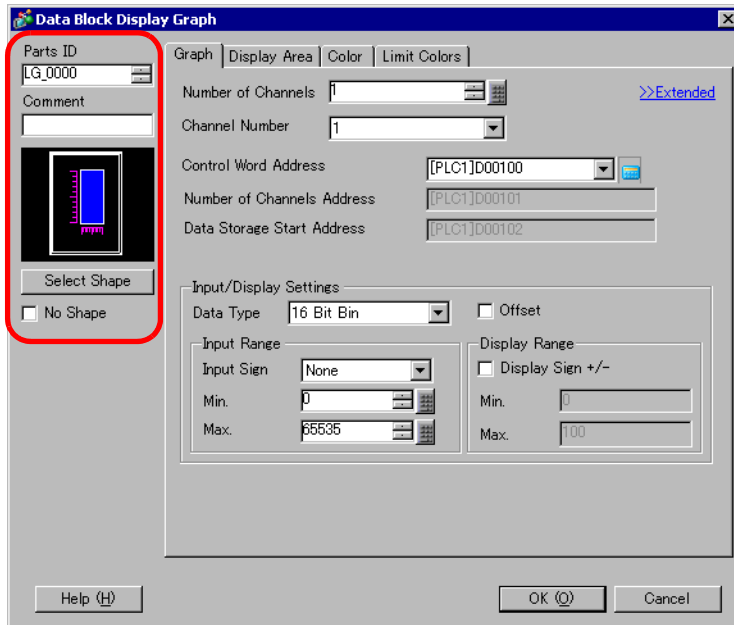 Data Block Display Graph
Parts ID
LG_0000
Comment
Select Shape
No Shape
Graph Display Area Color Limit Colors
Number of Channels 1 >>Extended
Channel Number 1
Control Word Address [PLC1]D00100
Number of Channels Address [PLC1]D00101
Data Storage Start Address [PLC1]D00102
Input/Display Settings
Data Type 16 Bit Bin Offset
Input Range Display Range
Input Sign None Display Sign +/-
Min. 0 Min. 0
Max. 65535 Max. 100
Help (H) OK (O) Cancel